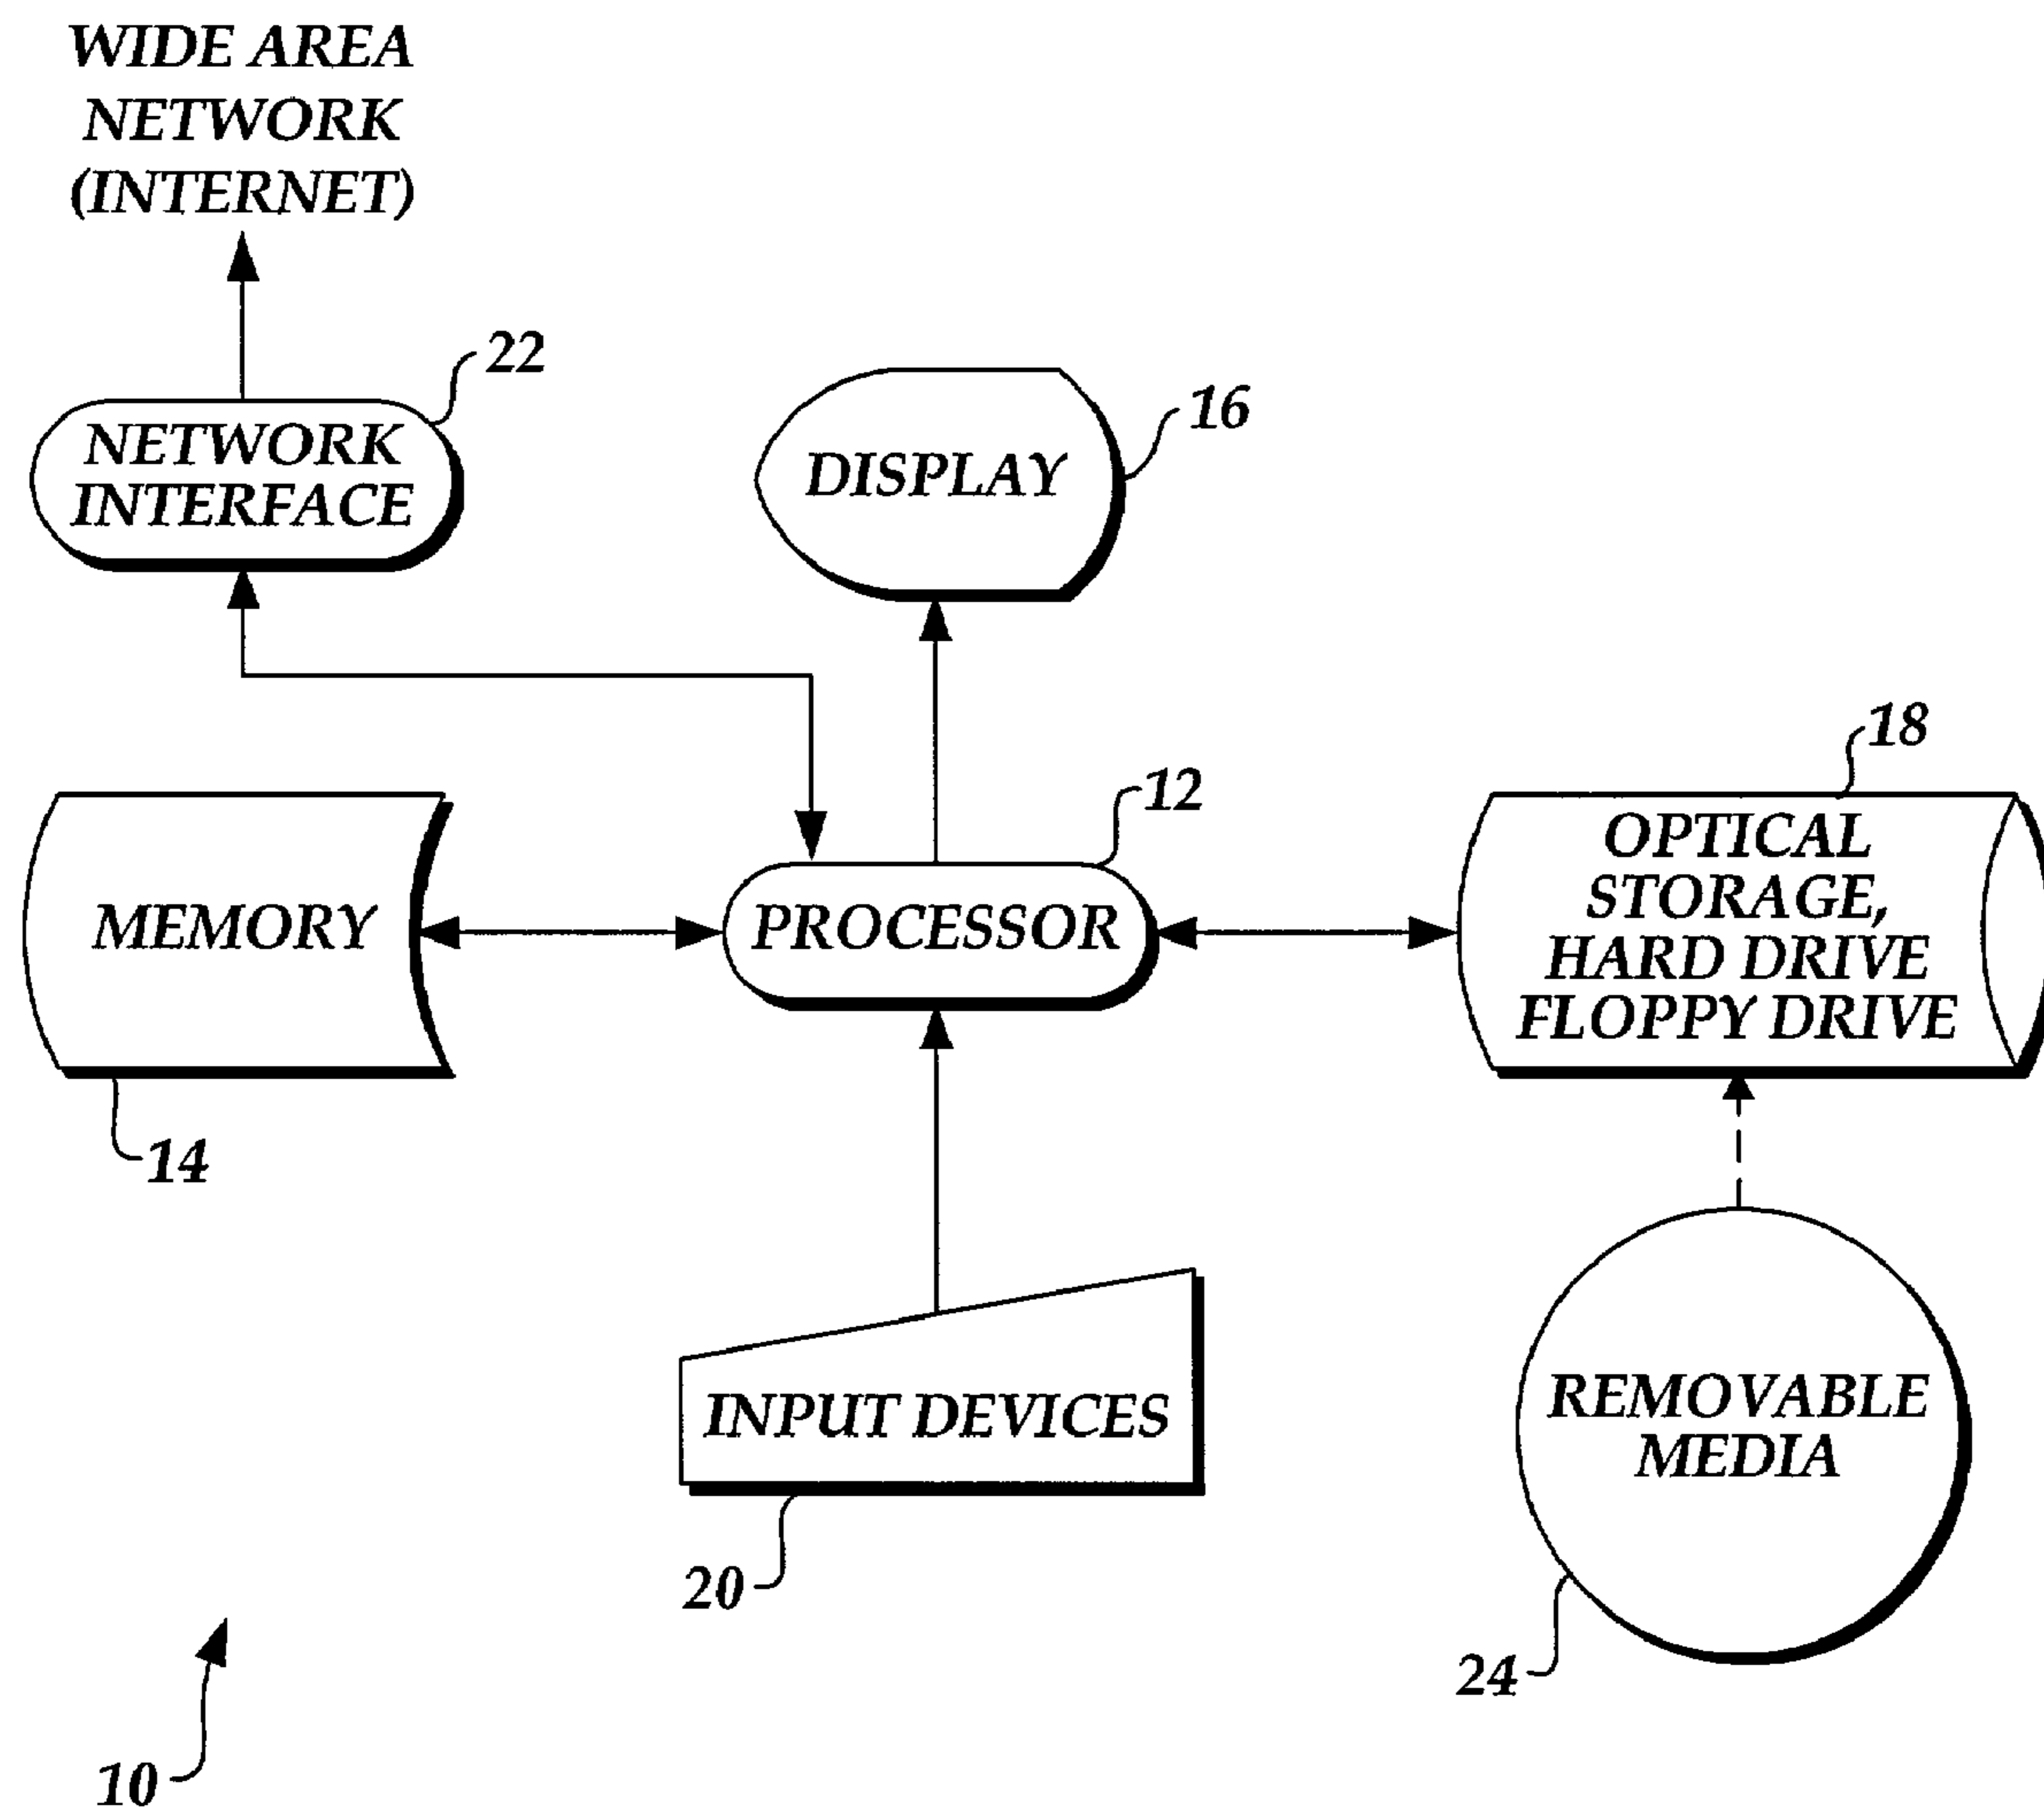 WIDE AREA
NETWORK
(INTERNET)
22
NETWORK
INTERFACE
16
DISPLAY
18
12
OPTICAL
STORAGE,
HARD DRIVE
FLOPPY DRIVE
MEMORY
PROCESSOR
14
INPUT DEVICES
REMOVABLE
MEDIA
20
24
10